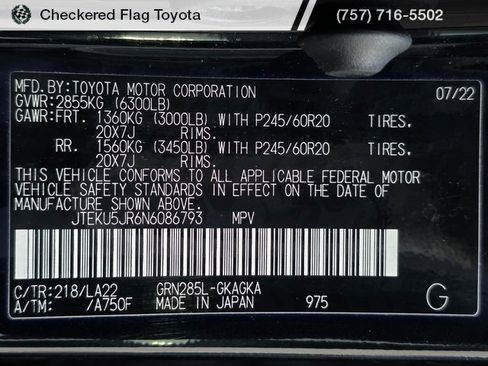 Checkered Flag Toyota
(757) 716-5502
MFD.BY:TOYOTA MOTOR CORPORATION 07/22
GVWR:2855KG (6300LB)
GAWR:FRT. 1360KG (3000LB) WITH P245/60R20 TIRES.
20X7J RIMS.
RR. 1560KG (3450LB) WITH P245/60R20 TIRES.
20X7J RIMS.
THIS VEHICLE CONFORMS TO ALL APPLICABLE FEDERAL MOTOR
VEHICLE SAFETY STANDARDS IN EFFECT ON THE DATE OF
MANUFACTURE SHOWN ABOVE.
JTEKU5JR6N6086793 MPV
C/TR:218/LA22 GRN285L-GKAGKA
A/TM: /A750F MADE IN JAPAN 975 G